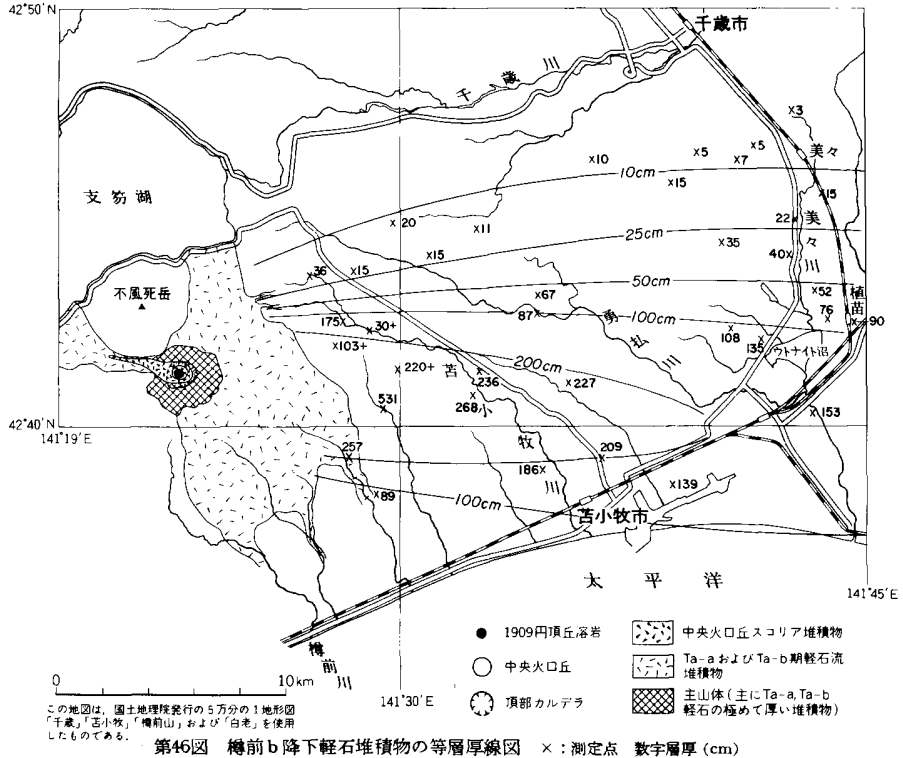 42°50′N
千歳市
千歳川
×3
美々
×5
×5
×7
×10
×15
×15
10cm
支笏湖
×20
×11
22×
美々川
25cm
×35
40×
×15
36
×15
不風死岳
50cm
×67
×52
76
植苗
175×
30+
87×
勇払川
100cm
×90
×103+
108
135
ウトナイト沼
200cm
×220+
苫小牧川
236
×227
268
531
×153
42°40′
141°19′E
257
209
186×
×89
100cm
×139
苫小牧市
太平洋
141°45′E
樽前川
141°30′E
0 10km
この地図は,国土地理院発行の5万分の1地形図
「千歳」「苫小牧」「樽前山」および「白老」を使用
したものである.
1909円頂丘溶岩
中央火口丘
頂部カルデラ
中央火口丘スコリア堆積物
Ta-aおよびTa-b期軽石流
堆積物
主山体(主にTa-a,Ta-b
軽石の極めて厚い堆積物)
第46図 樽前b降下軽石堆積物の等層厚線図 ×:測定点 数字層厚(cm)